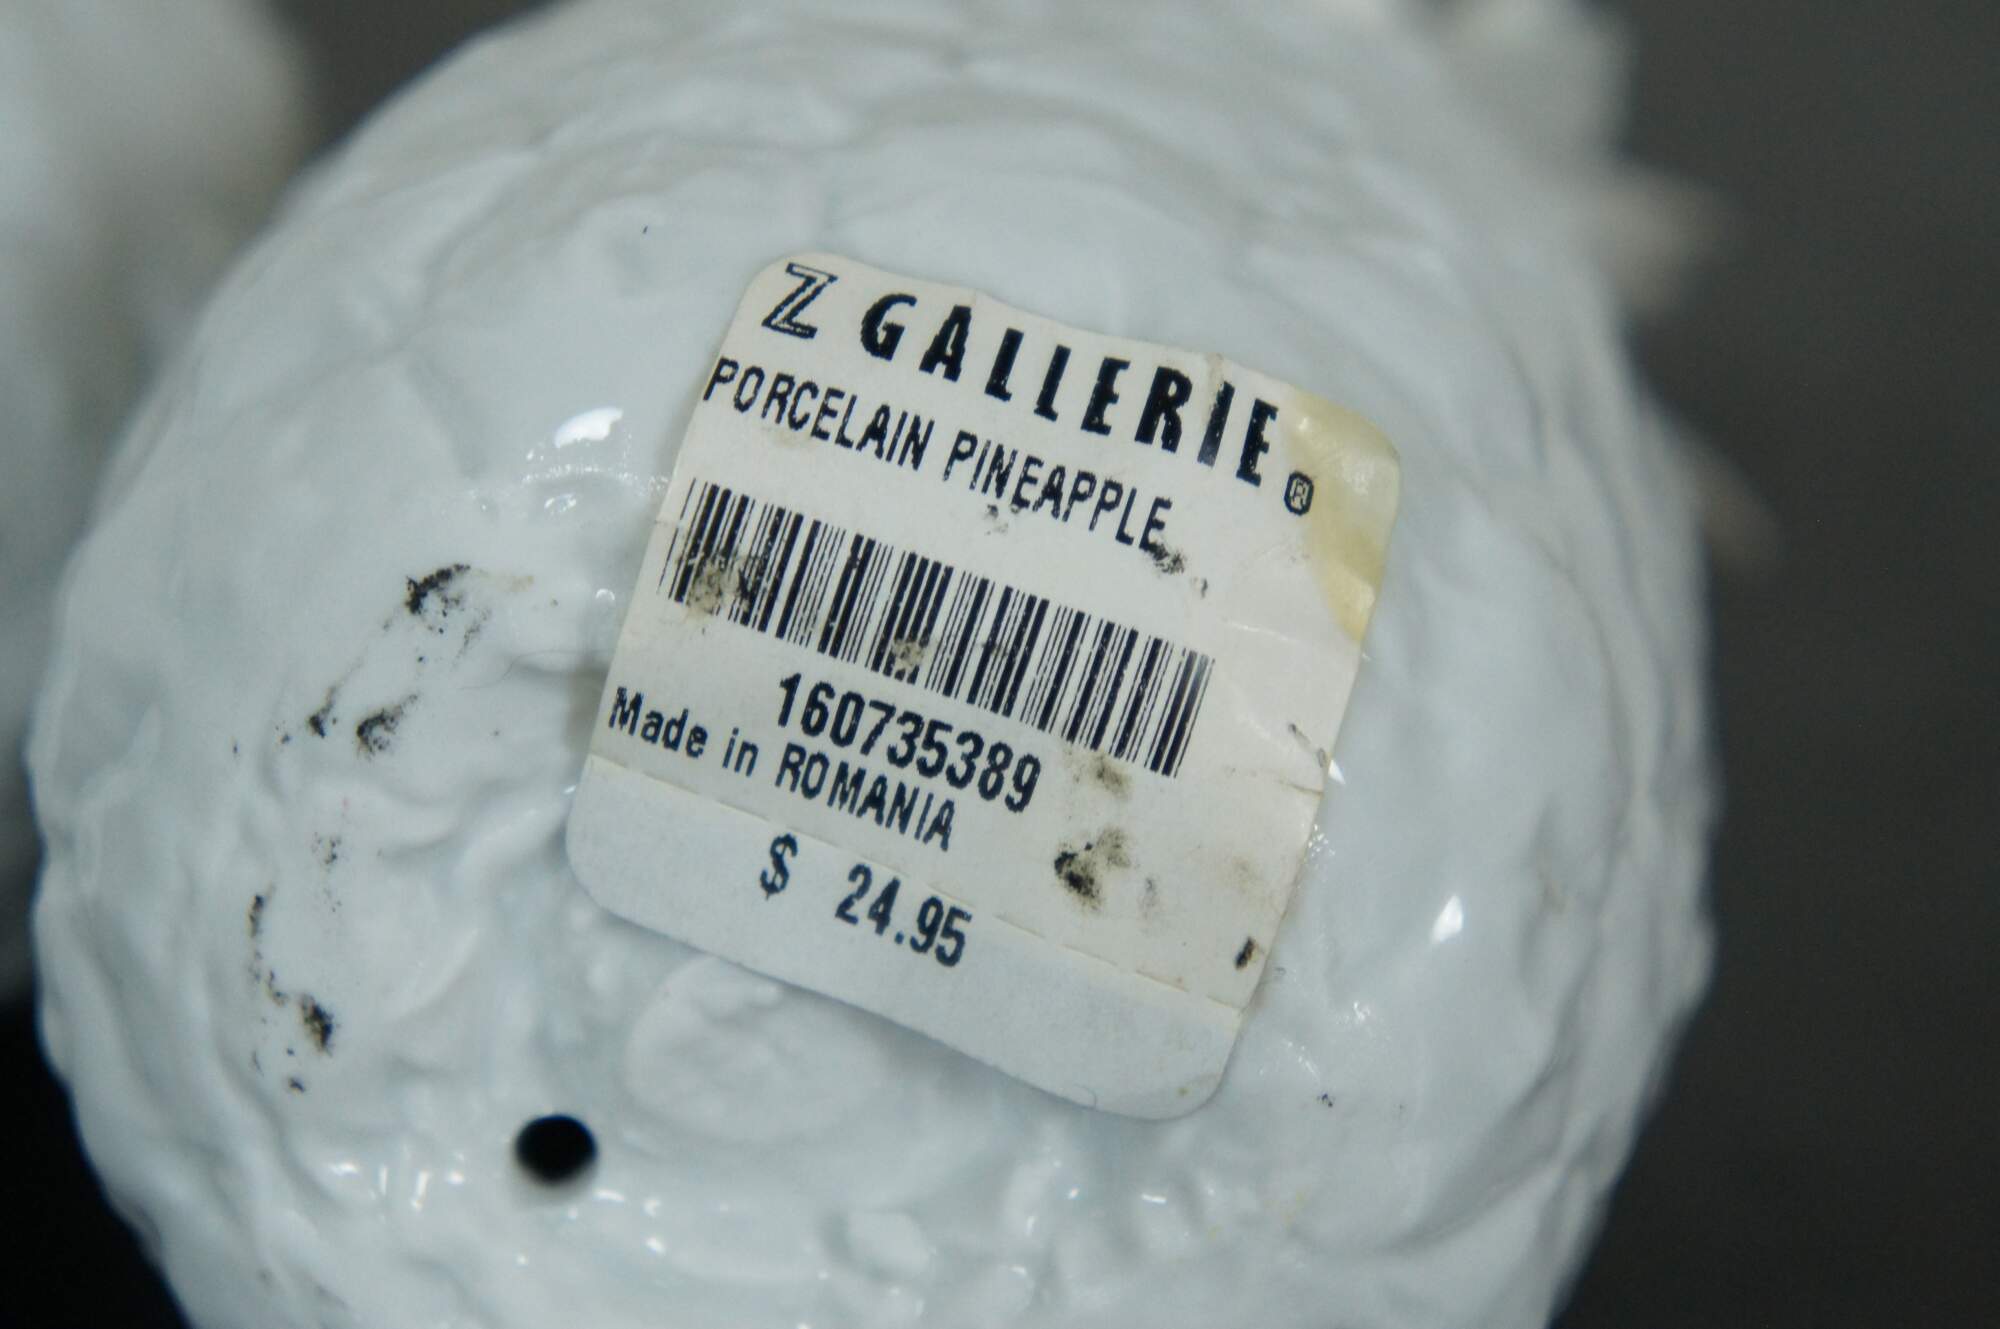 Z GALLERIE®
PORCELAIN PINEAPPLE
160735389
Made in ROMANIA
$ 24.95